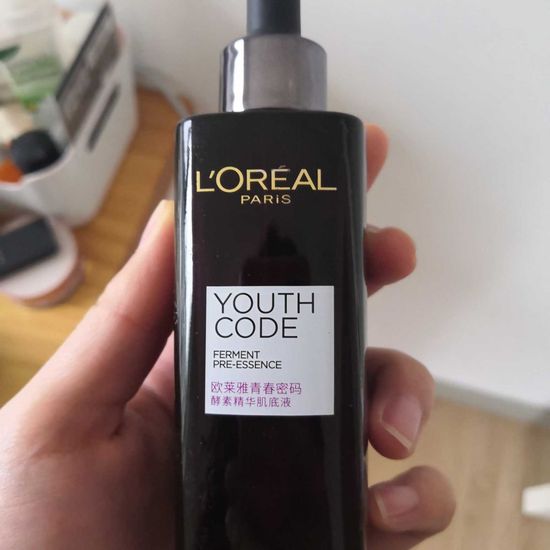 L'ORÉAL
PARIS
YOUTH
CODE
FERMENT
PRE-ESSENCE
欧莱雅青春密码
酵素精华肌底液